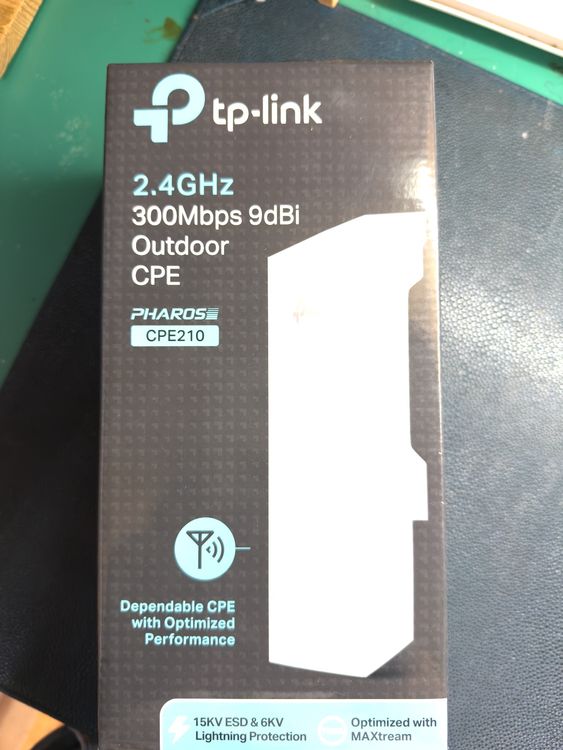 tp-link
2.4GHz
300Mbps 9dBi
Outdoor
CPE
PHAROS
CPE210
Dependable CPE
with Optimized
Performance
15KV ESD & 6KV
Lightning Protection
Optimized with
MAXtream